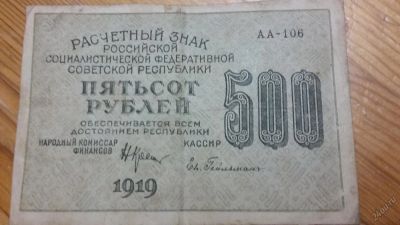 РАСЧЕТНЫЙ ЗНАК
АА-106
РОССИЙСКОЙ
СОЦИАЛИСТИЧЕСКОЙ ФЕДЕРАТИВНОЙ
СОВЕТСКОЙ РЕСПУБЛИКИ
ПЯТЬСОТ
РУБЛЕЙ
500
ОБЕСПЕЧИВАЕТСЯ ВСЕМ
ДОСТОЯНИЕМ РЕСПУБЛИКИ
НАРОДНЫЙ КОМИССАР
ФИНАНСОВ
КАССИР
1919